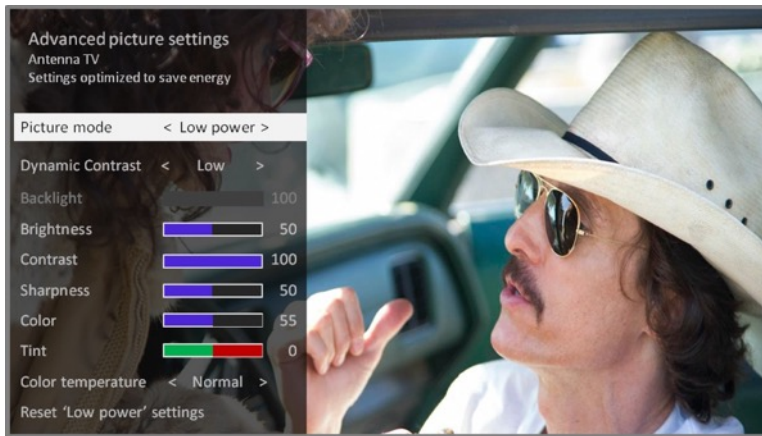 Advanced picture settings
Antenna TV
Settings optimized to save energy
Picture mode < Low power >
Dynamic Contrast < Low >
Backlight 100
Brightness 50
Contrast 100
Sharpness 50
Color 55
Tint 0
Color temperature < Normal >
Reset ‘Low power’ settings